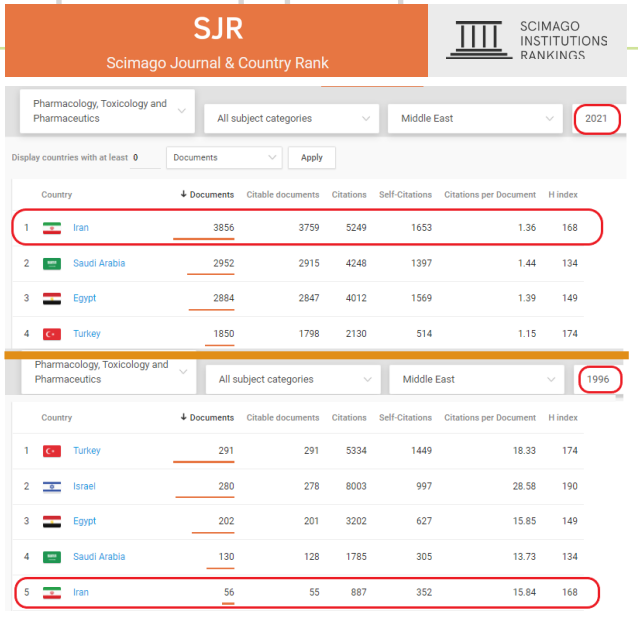 SJR
Scimago Journal & Country Rank
SCIMAGO
INSTITUTIONS
RANKINGS
Pharmacology, Toxicology and
Pharmaceutics
All subject categories
Middle East
2021
Display countries with at least 0 Documents Apply
Country ↓ Documents Citable documents Citations Self-Citations Citations per Document H index
1 Iran 3856 3759 5249 1653 1.36 168
2 Saudi Arabia 2952 2915 4248 1397 1.44 134
3 Egypt 2884 2847 4012 1569 1.39 149
4 Turkey 1850 1798 2130 514 1.15 174
Pharmacology, Toxicology and
Pharmaceutics
All subject categories
Middle East
1996
Country ↓ Documents Citable documents Citations Self-Citations Citations per Document H index
1 Turkey 291 291 5334 1449 18.33 174
2 Israel 280 278 8003 997 28.58 190
3 Egypt 202 201 3202 627 15.85 149
4 Saudi Arabia 130 128 1785 305 13.73 134
5 Iran 56 55 887 352 15.84 168